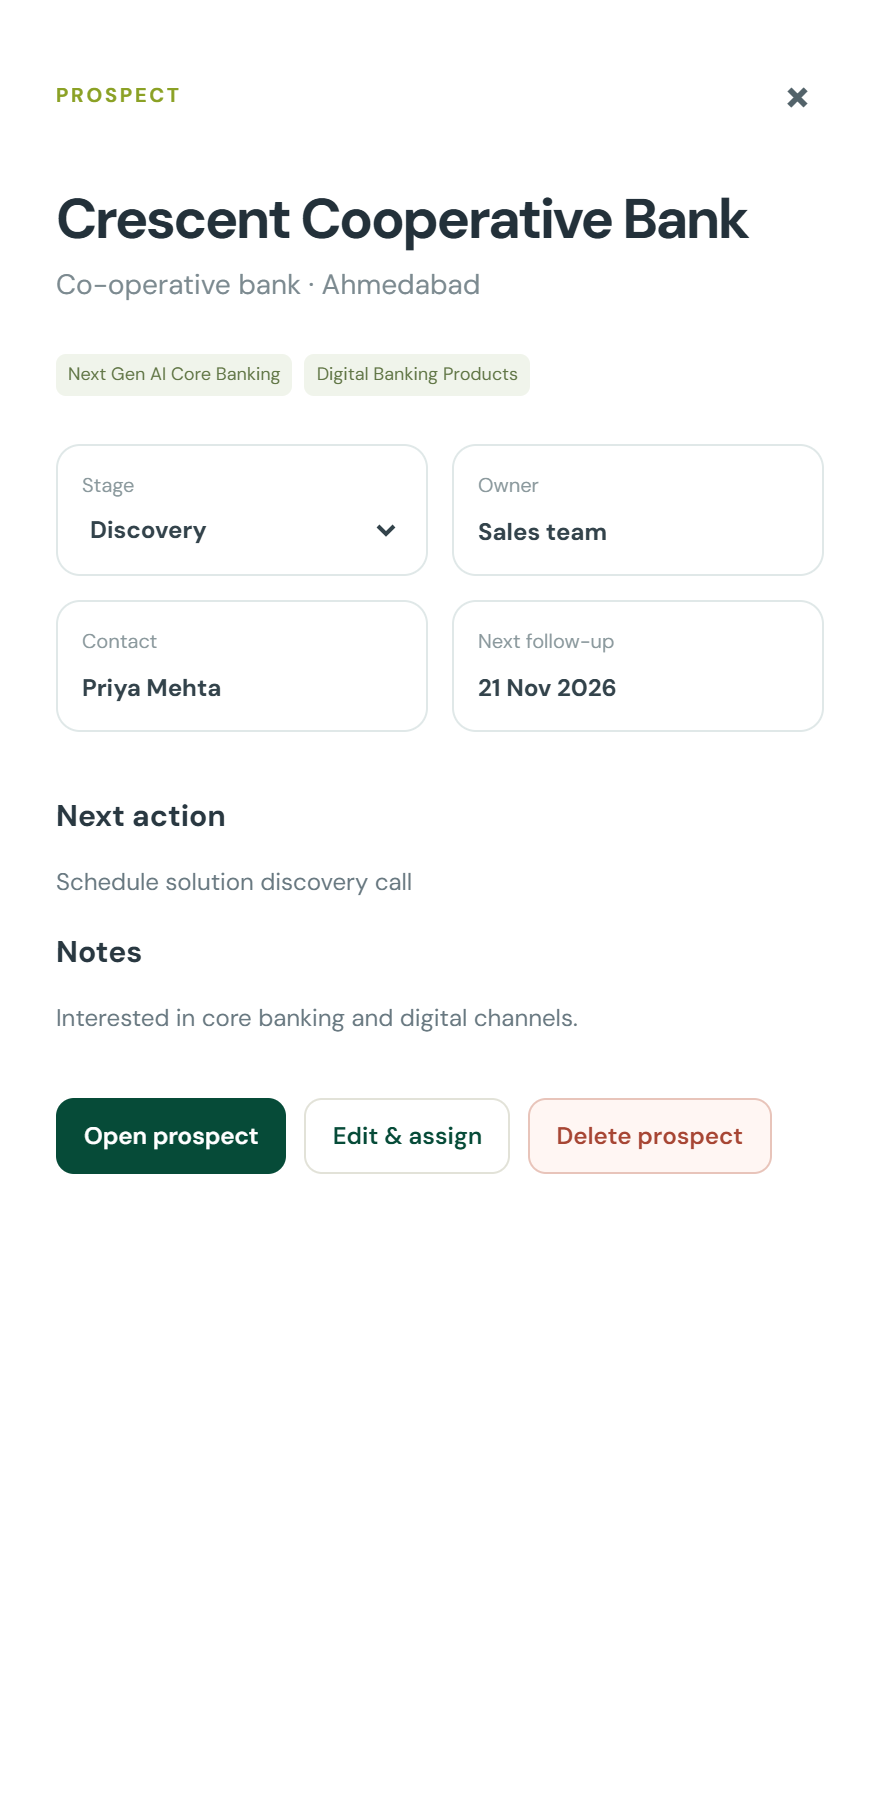 PROSPECT
Crescent Cooperative Bank
Co-operative bank · Ahmedabad
Next Gen AI Core Banking Digital Banking Products
Stage
Discovery
Owner
Sales team
Contact
Priya Mehta
Next follow-up
21 Nov 2026
Next action
Schedule solution discovery call
Notes
Interested in core banking and digital channels.
Open prospect Edit & assign Delete prospect